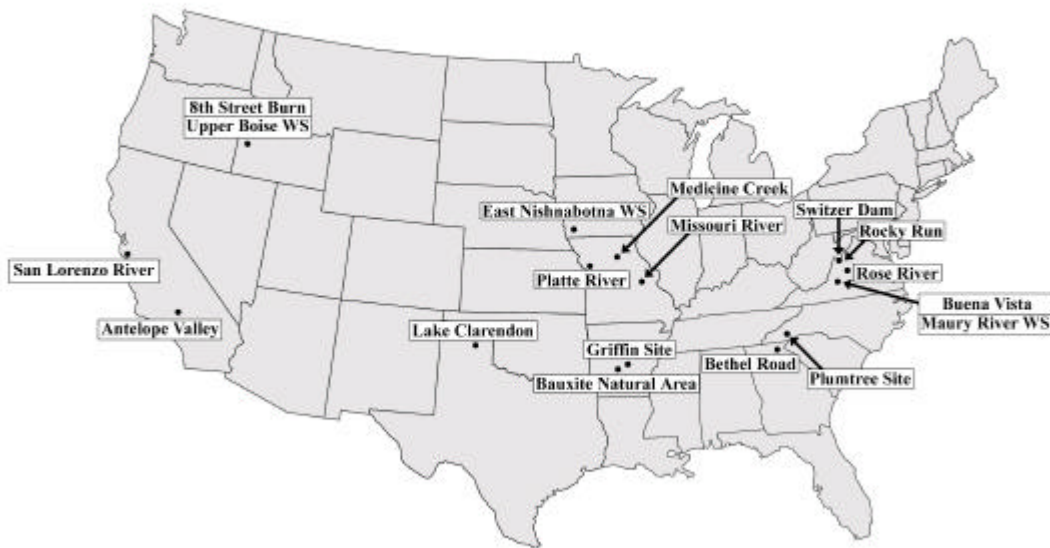 8th Street Burn
Upper Boise WS
Medicine Creek
East Nishnabotna WS
Missouri River
Switzer Dam
Rocky Run
San Lorenzo River
Platte River
Rose River
Buena Vista
Maury River WS
Antelope Valley
Lake Clarendon
Griffin Site
Bethel Road
Bauxite Natural Area
Plumtree Site